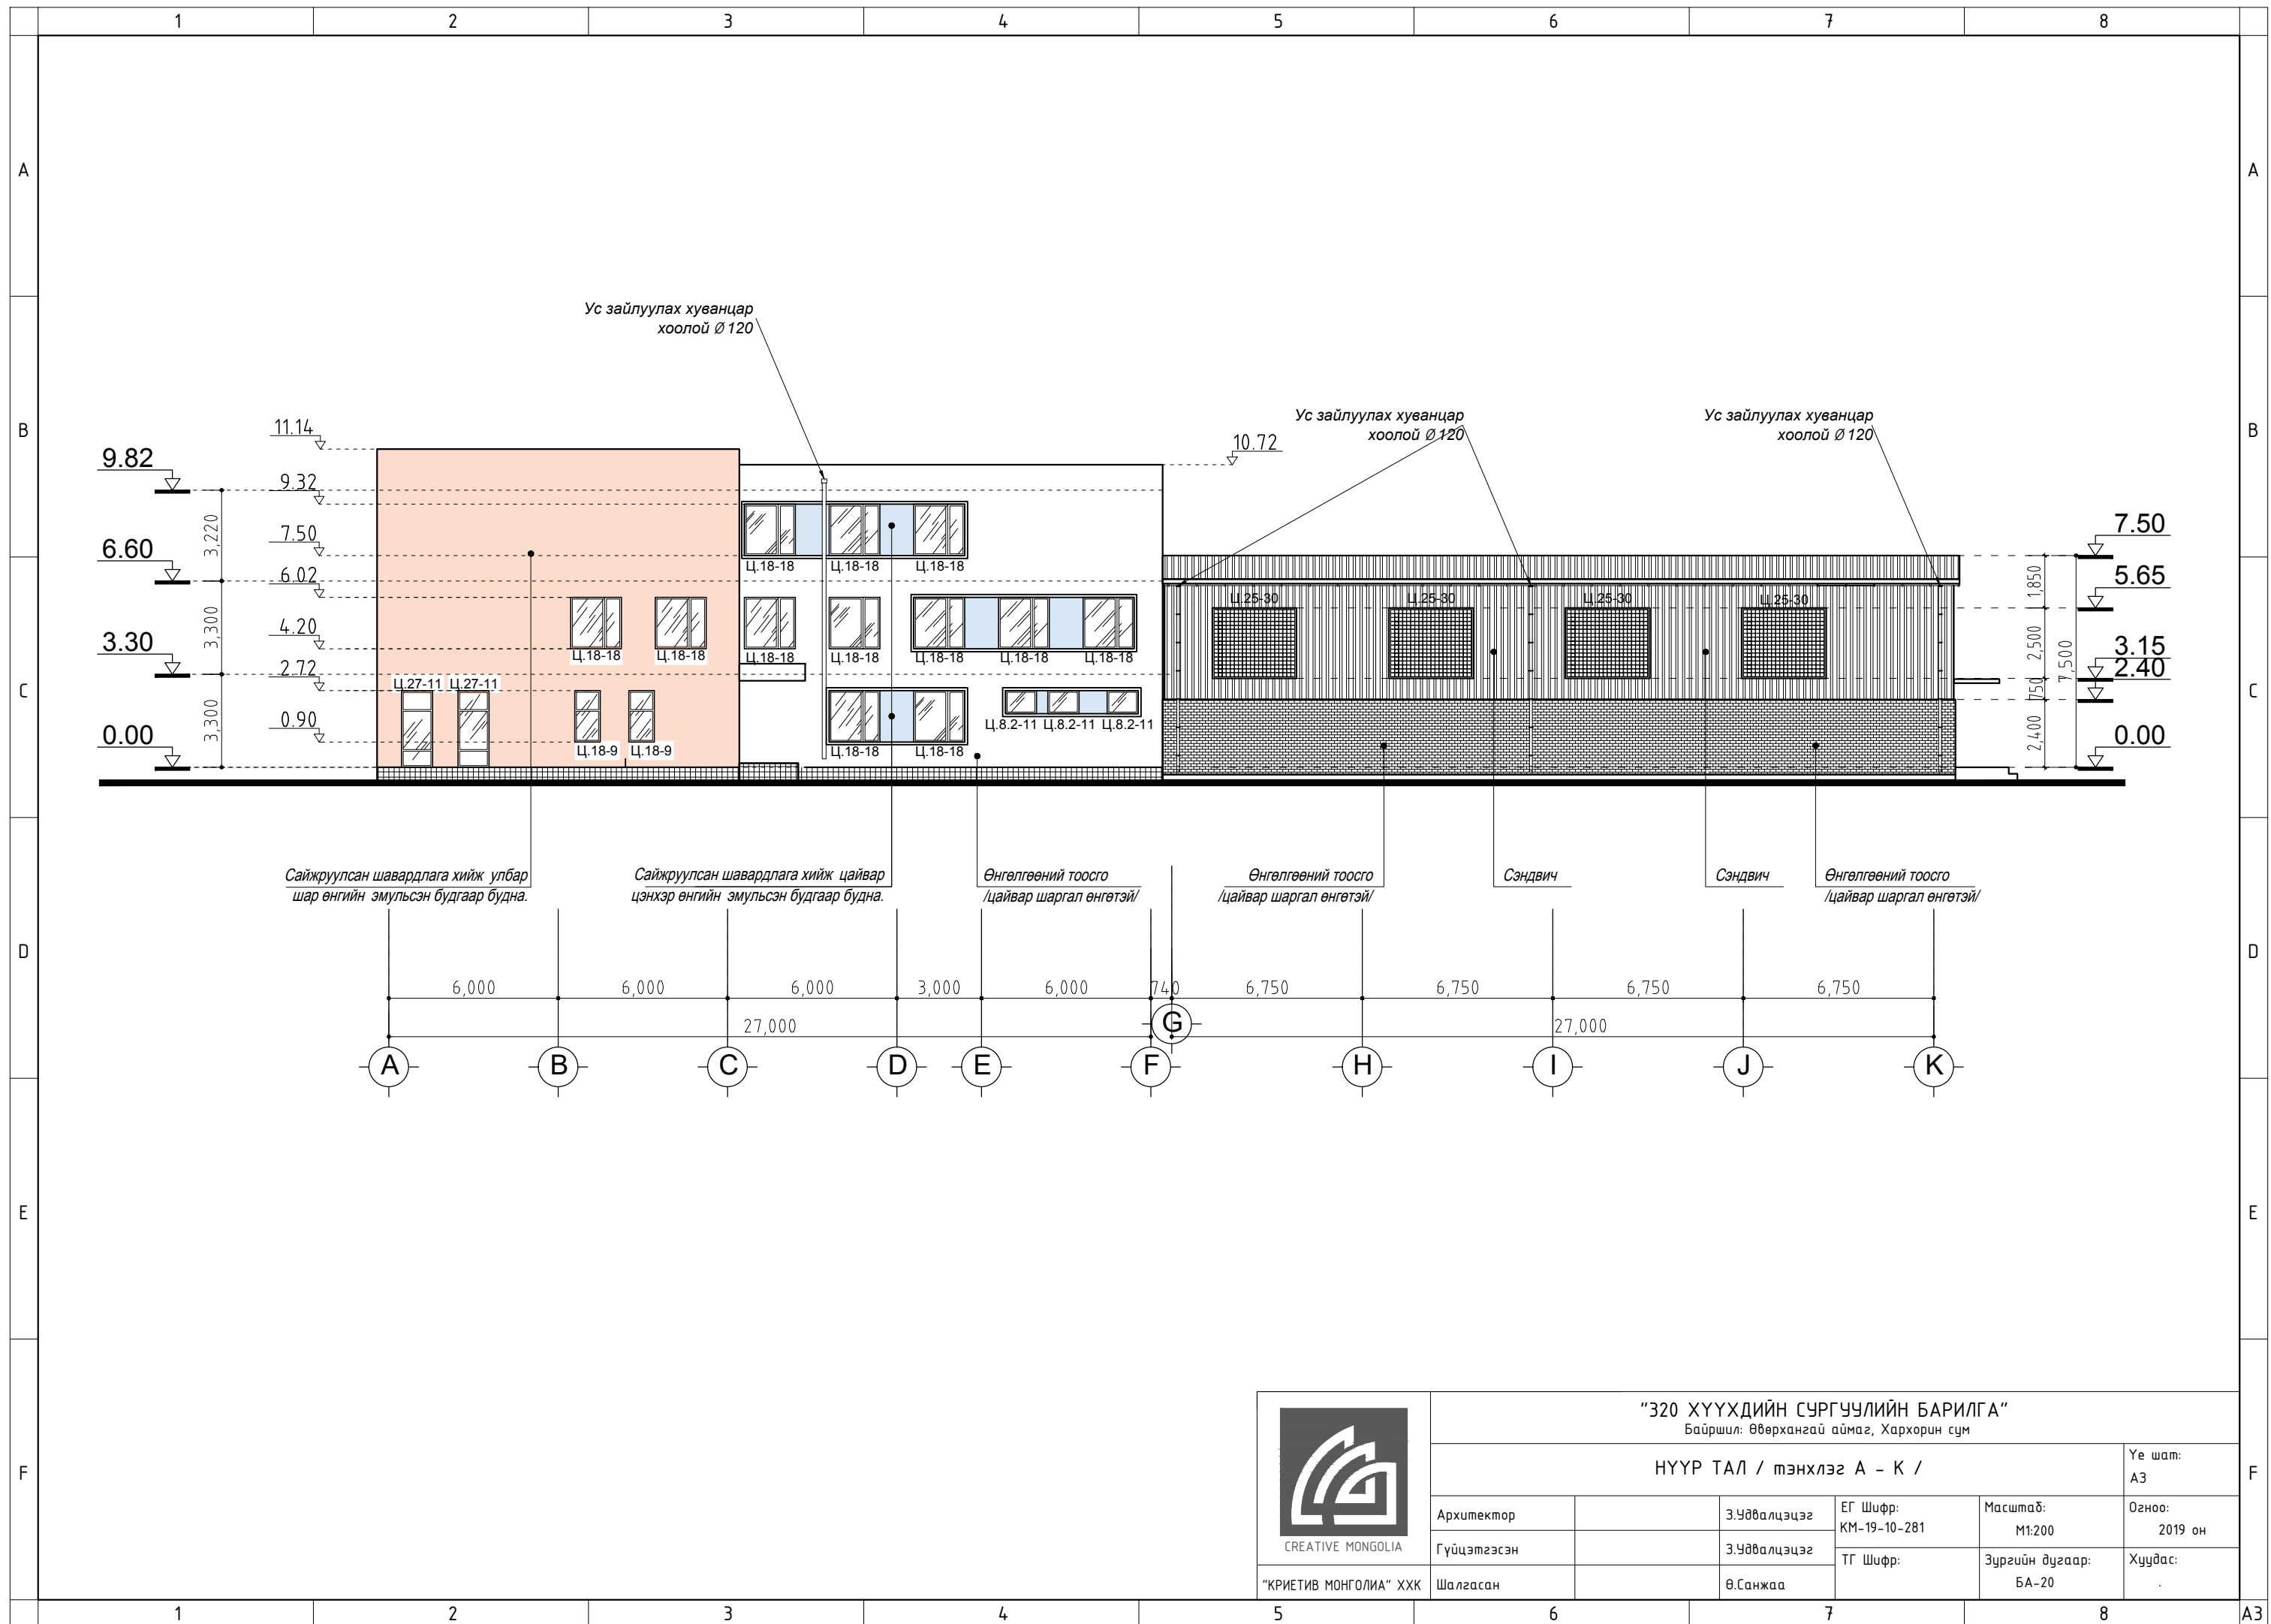 1 2 3 4 5 6 7 8
A A
B B
C C
D D
E E
F F
Ус зайлуулах хуванцар
хоолой Ø120
Ус зайлуулах хуванцар
хоолой Ø120
Ус зайлуулах хуванцар
хоолой Ø120
9.82
6.60
3.30
0.00
3,220
3,300
3,300
11.14
9.32
7.50
6.02
4.20
2.72
0.90
10.72
Ц.18-18 Ц.18-18 Ц.18-18
Ц.18-18 Ц.18-18 Ц.18-18 Ц.18-18 Ц.18-18 Ц.18-18 Ц.18-18
Ц.27-11 Ц.27-11
Ц.18-9 Ц.18-9
Ц.18-18 Ц.18-18
Ц.8.2-11 Ц.8.2-11 Ц.8.2-11
Ц.25-30 Ц.25-30 Ц.25-30 Ц.25-30
7.50
5.65
3.15
2.40
0.00
1,850
2,500
750
2,400
7,500
Сайжруулсан шавардлага хийж улбар
шар өнгийн эмульсэн будгаар будна.
Сайжруулсан шавардлага хийж цайвар
цэнхэр өнгийн эмульсэн будгаар будна.
Өнгөлгөөний тоосго
/цайвар шаргал өнгөтэй/
Өнгөлгөөний тоосго
/цайвар шаргал өнгөтэй/
Сэндвич
Сэндвич
Өнгөлгөөний тоосго
/цайвар шаргал өнгөтэй/
6,000 6,000 6,000 3,000 6,000 740 6,750 6,750 6,750 6,750
27,000 27,000
A B C D E F G H I J K
CREATIVE MONGOLIA
"КРИЕТИВ МОНГОЛИА" ХХК
"320 ХҮҮХДИЙН СУРГУУЛИЙН БАРИЛГА"
Байршил: Өвөрхангай аймаг, Хархорин сум
НҮҮР ТАЛ / тэнхлэг A - K /
Үе шат:
А3
Архитектор З.Удвалцэцэг
Гүйцэтгэсэн З.Удвалцэцэг
Шалгасан Ө.Санжаа
ЕГ Шифр:
КМ-19-10-281
ТГ Шифр:
Масштаб:
М1:200
Зургийн дугаар:
БА-20
Огноо:
2019 он
Хуудас:
.
1 2 3 4 5 6 7 8 A3